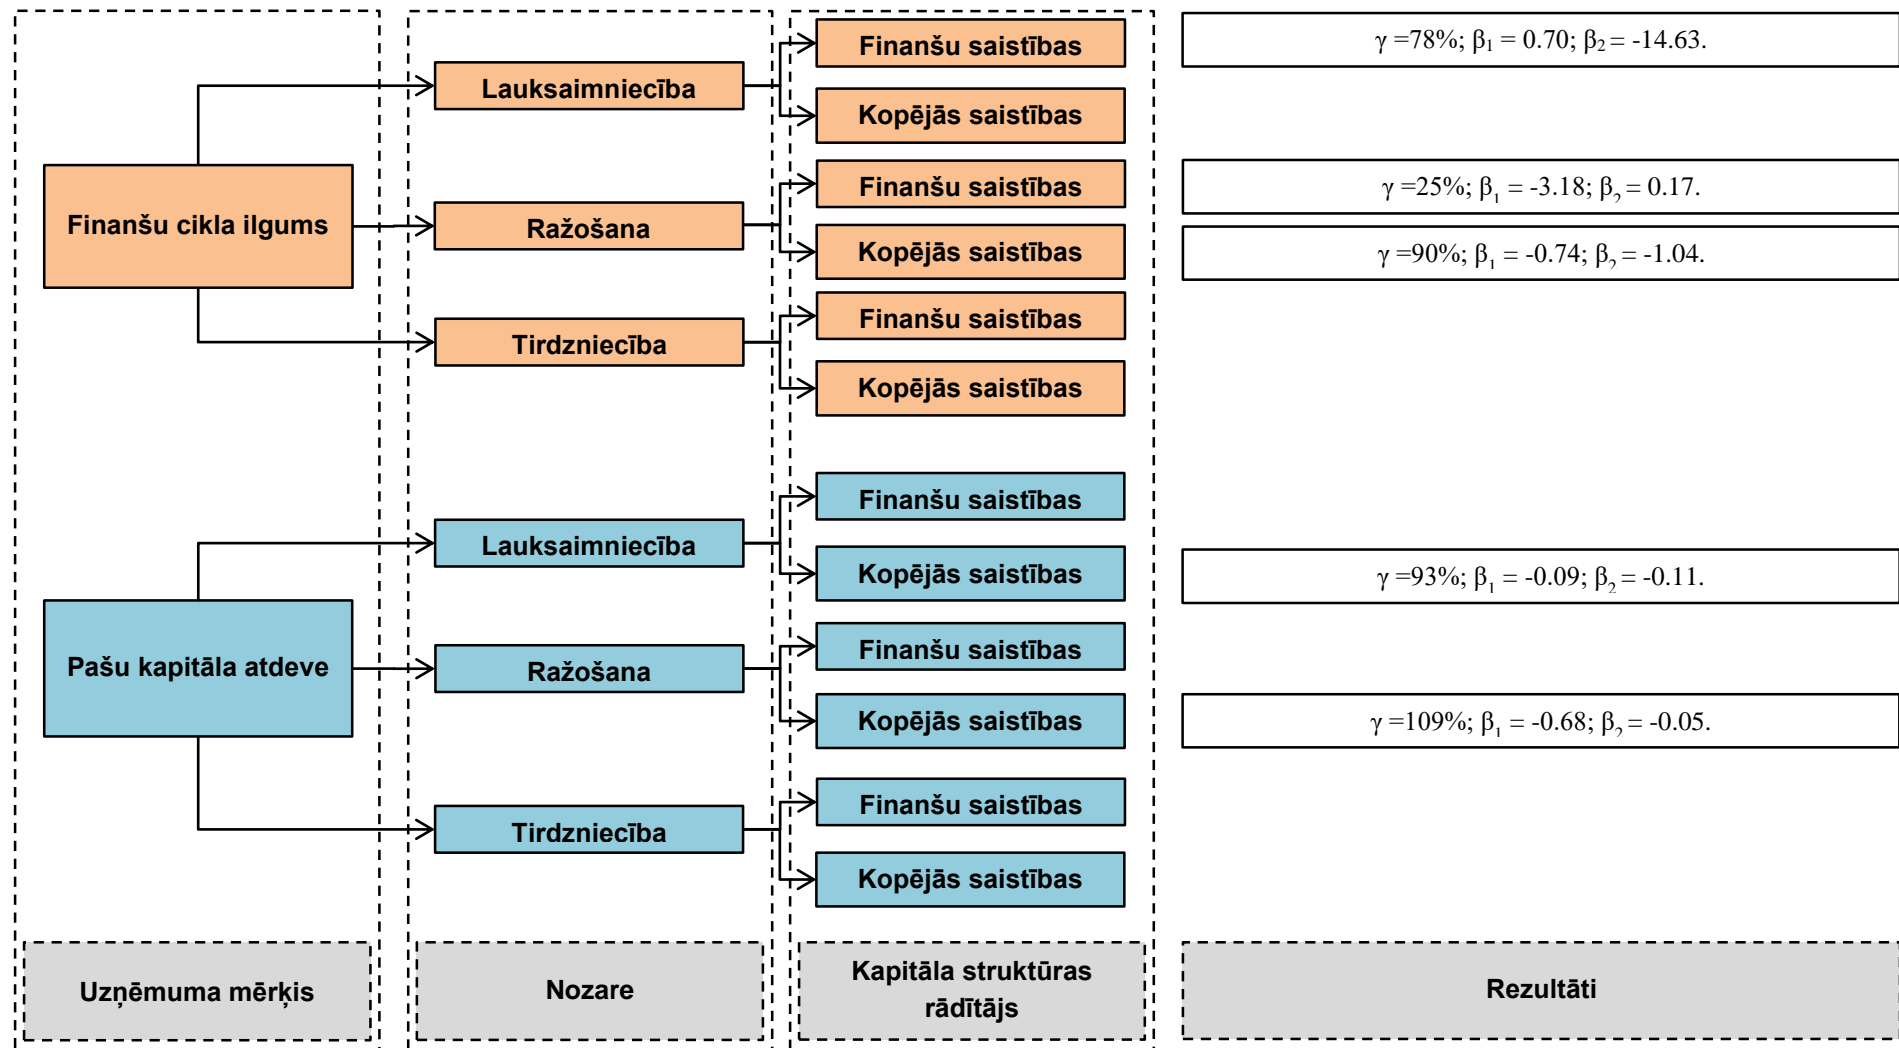 Finanšu saistības
γ =78%; β₁ = 0.70; β₂ = -14.63.
Lauksaimniecība
Kopējās saistības
Finanšu saistības
γ =25%; β₁ = -3.18; β₂ = 0.17.
Finanšu cikla ilgums
Ražošana
Kopējās saistības
γ =90%; β₁ = -0.74; β₂ = -1.04.
Finanšu saistības
Tirdzniecība
Kopējās saistības
Finanšu saistības
Lauksaimniecība
Kopējās saistības
γ =93%; β₁ = -0.09; β₂ = -0.11.
Finanšu saistības
Pašu kapitāla atdeve
Ražošana
Kopējās saistības
γ =109%; β₁ = -0.68; β₂ = -0.05.
Finanšu saistības
Tirdzniecība
Kopējās saistības
Uzņēmuma mērķis
Nozare
Kapitāla struktūras
rādītājs
Rezultāti